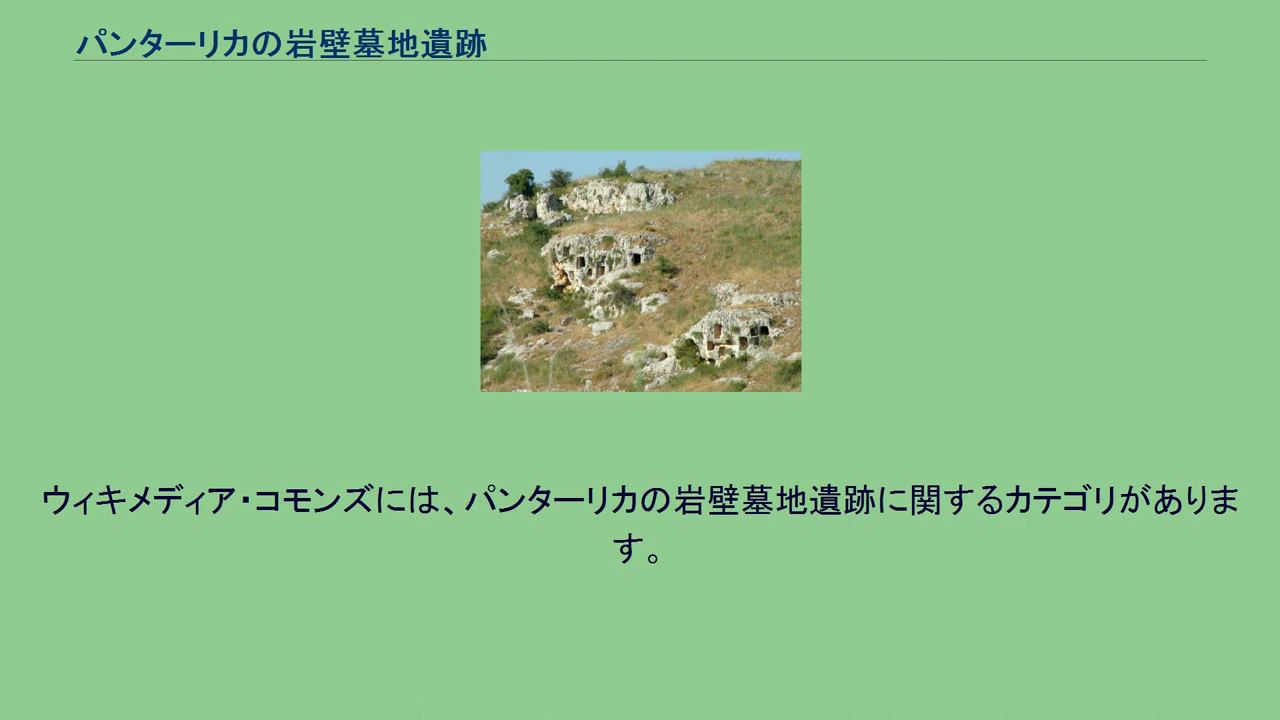 パンターリカの岩壁墓地遺跡
ウィキメディア・コモンズには、パンターリカの岩壁墓地遺跡に関するカテゴリがありま
す。